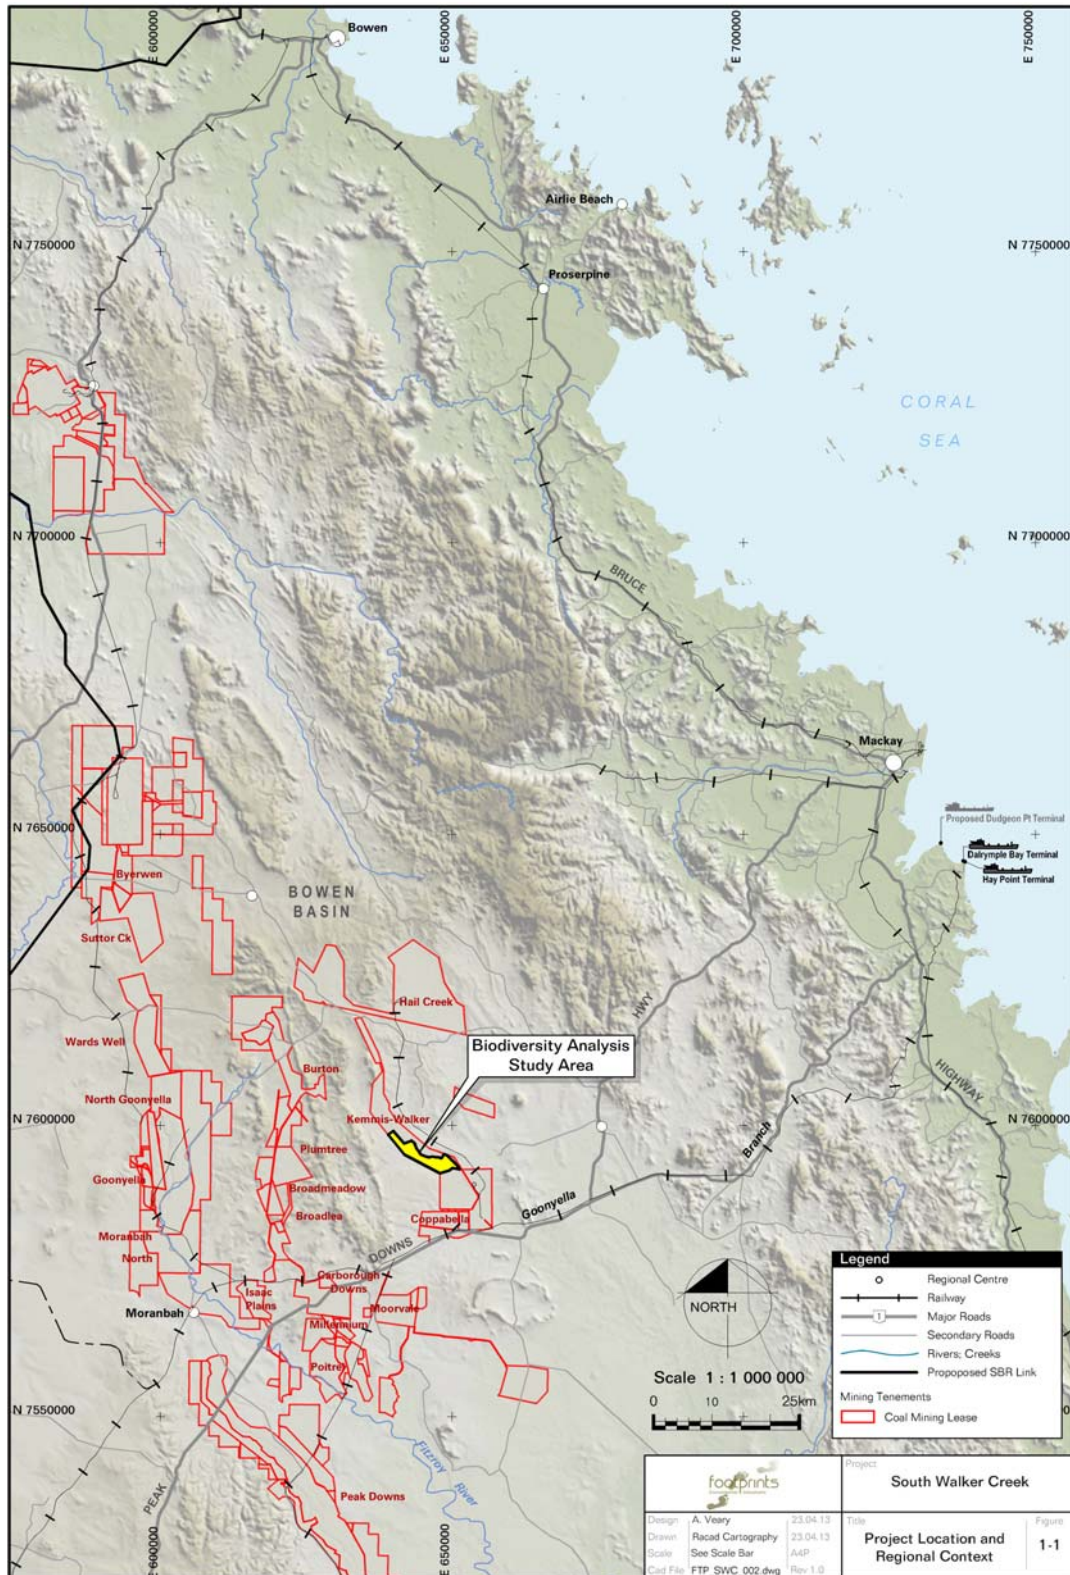 E 600000
Bowen
E 650000
E 700000
E 750000
Airlie Beach
N 7750000
N 7750000
Proserpine
CORAL
SEA
N 7700000
N 7700000
BRUCE
Mackay
Proposed Dudgeon Pt Terminal
N 7650000
N 7650000
Dalrymple Bay Terminal
Hay Point Terminal
Byerwen
BOWEN
BASIN
Suttor Ck
Hail Creek
HWY
Wards Well
Biodiversity Analysis
Study Area
Burton
HIGHWAY
North Goonyella
Kemmis-Walker
N 7600000
N 7600000
Plumtree
Branch
Goonyella
Broadmeadow
Goonyella
Broadlea
Coppabella
Moranbah
North
DOWNS
Carborough
Downs
Isaac
Plains
Moorvale
Moranbah
Millennium
Poitrel
NORTH
Scale 1 : 1 000 000
0 10 25km
Legend
Regional Centre
Railway
1
Major Roads
Secondary Roads
Rivers; Creeks
Propoposed SBR Link
Mining Tenements
Coal Mining Lease
N 7550000
0
Fitzroy
River
Peak Downs
PEAK
E 600000
E 650000
footprints
Project
South Walker Creek
Design A. Veary 23.04.13
Drawn Racad Cartography 23.04.13
Scale See Scale Bar A4P
Cad File FTP_SWC_002.dwg Rev 1.0
Title
Project Location and
Regional Context
Figure
1-1